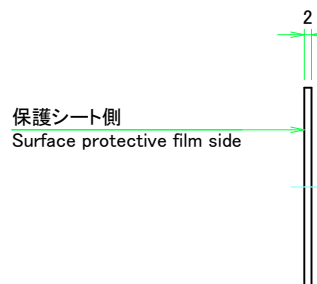 2
保護シート側
Surface protective film side